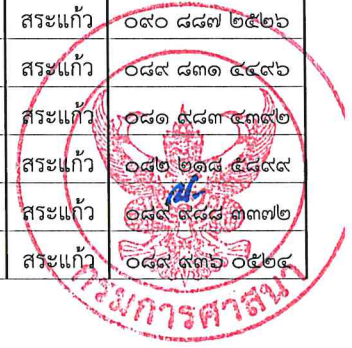 สระแก้ว ๐๙๐ ๘๘๗ ๒๕๒๖
สระแก้ว ๐๘๙ ๘๓๑ ๔๔๙๖
สระแก้ว ๐๘๑ ๙๘๓ ๔๓๙๒
สระแก้ว ๐๘๒ ๒๑๘ ๕๘๙๙
สระแก้ว ๐๘๙ ๙๘๘ ๓๓๗๒
สระแก้ว ๐๘๙ ๙๓๖ ๐๕๒๔
กรมการศาสนา